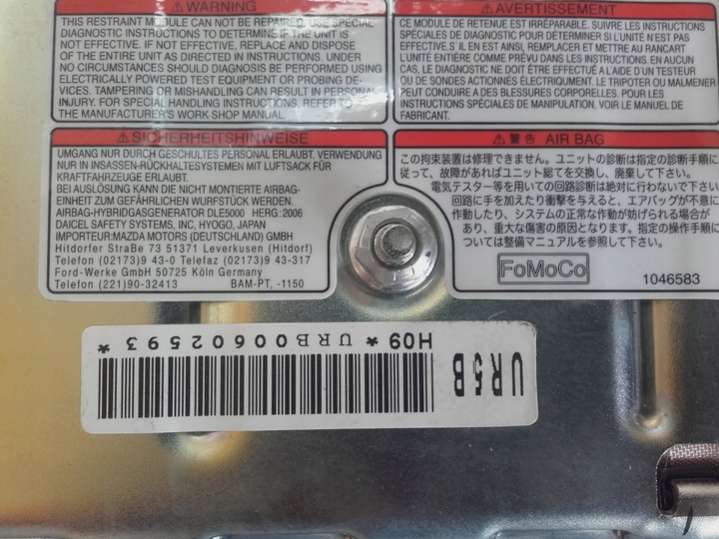 WARNING
THIS RESTRAINT MODULE CAN NOT BE REPAIRED. USE SPECIAL
DIAGNOSTIC INSTRUCTIONS TO DETERMINE IF THE UNIT IS
NOT EFFECTIVE. IF NOT EFFECTIVE, REPLACE AND DISPOSE
OF THE ENTIRE UNIT AS DIRECTED IN INSTRUCTIONS. UNDER
NO CIRCUMSTANCES SHOULD DIAGNOSIS BE PERFORMED USING
ELECTRICALLY POWERED TEST EQUIPMENT OR PROBING DE-
VICES. TAMPERING OR MISHANDLING CAN RESULT IN PERSONAL
INJURY. FOR SPECIAL HANDLING INSTRUCTIONS, REFER TO
THE MANUFACTURER'S WORK SHOP MANUAL.
AVERTISSEMENT
CE MODULE DE RETENUE EST IRRÉPARABLE. SUIVRE LES INSTRUCTIONS
SPÉCIALES DE DIAGNOSTIC POUR DÉTERMINER SI L'UNITÉ N'EST PAS
EFFECTIVE.S IL EN EST AINSI, REMPLACER ET METTRE AU RANCART
L'UNITÉ ENTIÈRE COMME PRÉVU DANS LES INSTRUCTIONS. EN AUCUN
CAS, LE DIAGNOSTIC NE DOIT ÊTRE EFFECTUÉ A L'AIDE D'UN TESTEUR
OU DE SONDES ACTIONNÉS ÉLECTRIQUEMENT. LE TRIPOTER OU MALMENER
PEUT CONDUIRE A DES BLESSURES CORPORELLES. POUR LES
INSTRUCTIONS SPÉCIALES DE MANIPULATION, VOIR LE MANUEL DE
FABRICANT.
SICHERHEITSHINWEISE
UMGANG NUR DURCH GESCHULTES PERSONAL ERLAUBT. VERWENDUNG
NUR IN INSASSEN-RÜCKHALTESYSTEMEN MIT LUFTSACK FÜR
KRAFTFAHRZEUGE ERLAUBT.
BEI AUSLÖSUNG KANN DIE NICHT MONTIERTE AIRBAG-
EINHEIT ZUM GEFÄHRLICHEN WURFSTÜCK WERDEN.
AIRBAG-HYBRIDGASGENERATOR DLE5000 HERG: 2006
DAICEL SAFETY SYSTEMS, INC, HYOGO, JAPAN
IMPORTEUR:MAZDA MOTORS (DEUTSCHLAND) GMBH
Hitdorfer Straße 73 51371 Leverkusen (Hitdorf)
Telefon (02173)9 43-0 Telefaz (02173)9 43-317
Ford-Werke GmbH 50725 Köln Germany
Telefon (221)90-32413 BAM-PT, -1150
警告 AIR BAG
この拘束装置は修理できません。ユニットの診断は指定の診断手順に
従って、故障があればユニット総てを交換し、廃棄して下さい。
電気テスター等を用いての回路診断は絶対に行わないで下さい
回路に手を加えたり衝撃を与えると、エアバッグが不意に
作動したり、システムの正常な作動が妨げられる場合が
あり、重大な傷害の原因となります。指定の操作手順に
ついては整備マニュアルを参照して下さい。
FoMoCo
1046583
H09 * URB000602593 *
UR5B